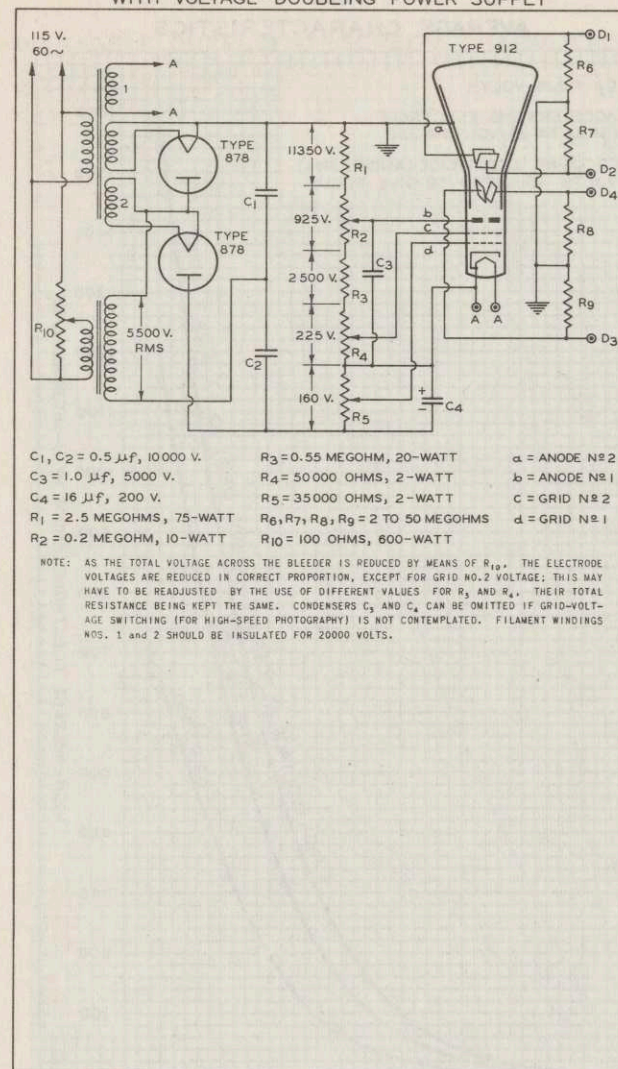 WITH VOLTAGE-DOUBLING POWER SUPPLY
115 V.
60~
A
1
A
TYPE
878
2
TYPE
878
R10
5500 V.
RMS
C1
C2
11350 V.
R1
925 V.
R2
C3
2500 V.
R3
225 V.
R4
160 V.
R5
+
−
C4
TYPE 912
a
b
c
d
A A
D1
R6
R7
D2
D4
R8
R9
D3
C1, C2 = 0.5 µf, 10000 V.
C3 = 1.0 µf, 5000 V.
C4 = 16 µf, 200 V.
R1 = 2.5 MEGOHMS, 75-WATT
R2 = 0.2 MEGOHM, 10-WATT
R3 = 0.55 MEGOHM, 20-WATT
R4 = 50000 OHMS, 2-WATT
R5 = 35000 OHMS, 2-WATT
R6, R7, R8, R9 = 2 TO 50 MEGOHMS
R10 = 100 OHMS, 600-WATT
a = ANODE Nº 2
b = ANODE Nº 1
C = GRID Nº 2
d = GRID Nº 1
NOTE: AS THE TOTAL VOLTAGE ACROSS THE BLEEDER IS REDUCED BY MEANS OF R10, THE ELECTRODE
VOLTAGES ARE REDUCED IN CORRECT PROPORTION, EXCEPT FOR GRID NO.2 VOLTAGE; THIS MAY
HAVE TO BE READJUSTED BY THE USE OF DIFFERENT VALUES FOR R3 AND R4, THEIR TOTAL
RESISTANCE BEING KEPT THE SAME. CONDENSERS C3 AND C4 CAN BE OMITTED IF GRID-VOLT-
AGE SWITCHING (FOR HIGH-SPEED PHOTOGRAPHY) IS NOT CONTEMPLATED. FILAMENT WINDINGS
NOS. 1 and 2 SHOULD BE INSULATED FOR 20000 VOLTS.